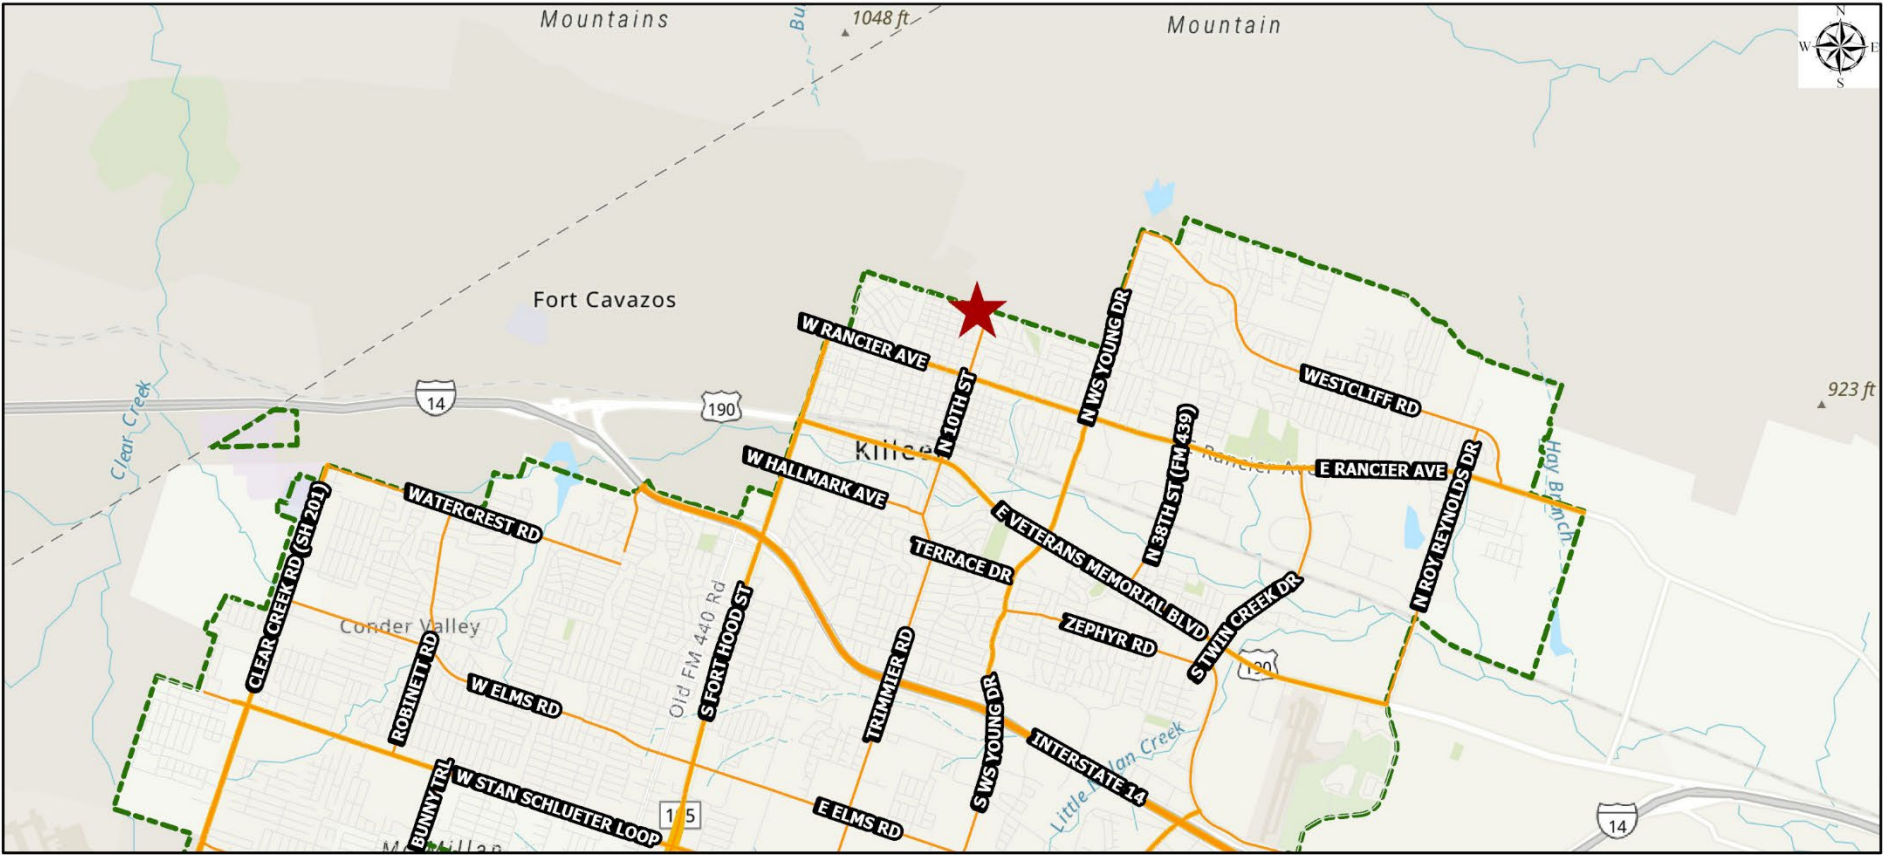 Mountains
1048 ft
Mountain
N
W
E
S
Fort Cavazos
W RANCIER AVE
N WS YOUNG DR
WESTCLIFF RD
923 ft
14
190
Clear Creek
N 10TH ST
N 38TH ST (FM 439)
E Rancier Ave
E RANCIER AVE
N ROY REYNOLDS DR
Hay Branch
W HALLMARK AVE
WATERCREST RD
CLEAR CREEK RD (SH 201)
E VETERANS MEMORIAL BLVD
TERRACE DR
S TWIN CREEK DR
Conder Valley
ROBINETT RD
Old FM 440 Rd
S FORT HOOD ST
TRIMMIER RD
ZEPHYR RD
190
W ELMS RD
S WS YOUNG DR
INTERSTATE 14
Little Nolan Creek
BUNNY TRL
W STAN SCHLUETER LOOP
E ELMS RD
14